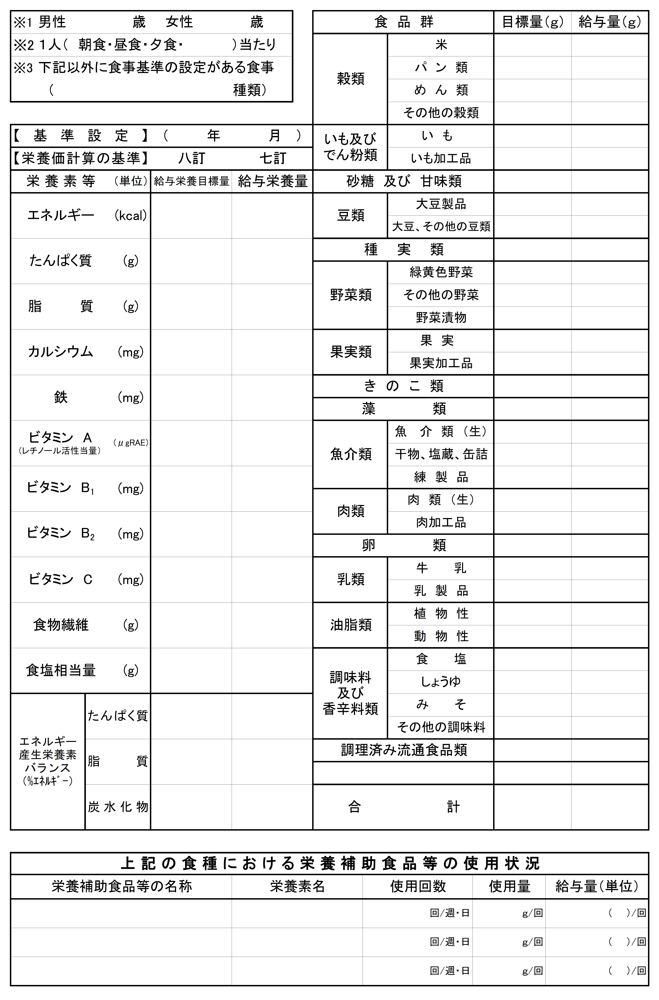 ※1 男性　　　　　歳　 女性　　　　歳
※2 １人（　朝食・昼食・夕食・　　　　）当たり
※3 下記以外に食事基準の設定がある食事
（　　　　　　　　　　　　　種類）
【　基　準　設　定　】　（　　　年　　　月　）
【栄養価計算の基準】　　八訂　　　　七訂
栄 養 素 等　（単位）　給与栄養目標量　給与栄養量
エネルギー　(kcal)
たんぱく質　(g)
脂　　質　(g)
カルシウム　(mg)
鉄　(mg)
ビタミン　A　（μgRAE）
（レチノール活性当量）
ビタミン　B₁　(mg)
ビタミン　B₂　(mg)
ビタミン　C　(mg)
食物繊維　(g)
食塩相当量　(g)
エネルギー
産生栄養素
バランス
（％ｴﾈﾙｷﾞｰ）
たんぱく質
脂　　質
炭 水 化 物
食　品　群　目標量（g）　給与量（g）
穀類
米
パ　ン　類
め　ん　類
その他の穀類
いも及び
でん粉類
い　も
いも加工品
砂糖　及び　甘味類
豆類
大豆製品
大豆、その他の豆類
種　実　類
野菜類
緑黄色野菜
その他の野菜
野菜漬物
果実類
果　実
果実加工品
き　の　こ　類
藻　　類
魚介類
魚　介　類　（生）
干物、塩蔵、缶詰
練　製　品
肉類
肉　類　（生）
肉加工品
卵　　類
乳類
牛　　乳
乳　製　品
油脂類
植　物　性
動　物　性
調味料
及び
香辛料類
食　　塩
しょうゆ
み　　そ
その他の調味料
調理済み流通食品類
合　　　　計
上 記 の 食 種 に お け る 栄 養 補 助 食 品 等 の 使 用 状 況
栄養補助食品等の名称　栄養素名　使用回数　使用量　給与量（単位）
回/週・日　g/回　（　　）/回
回/週・日　g/回　（　　）/回
回/週・日　g/回　（　　）/回